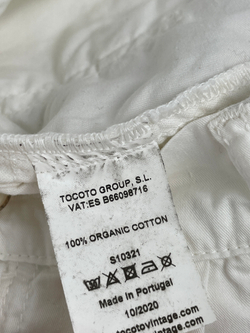 TOCOTO GROUP, S.L.
VAT:ES B66098716
100% ORGANIC COTTON
S10321
Made in Portugal
10/2020
tocotovintage.com